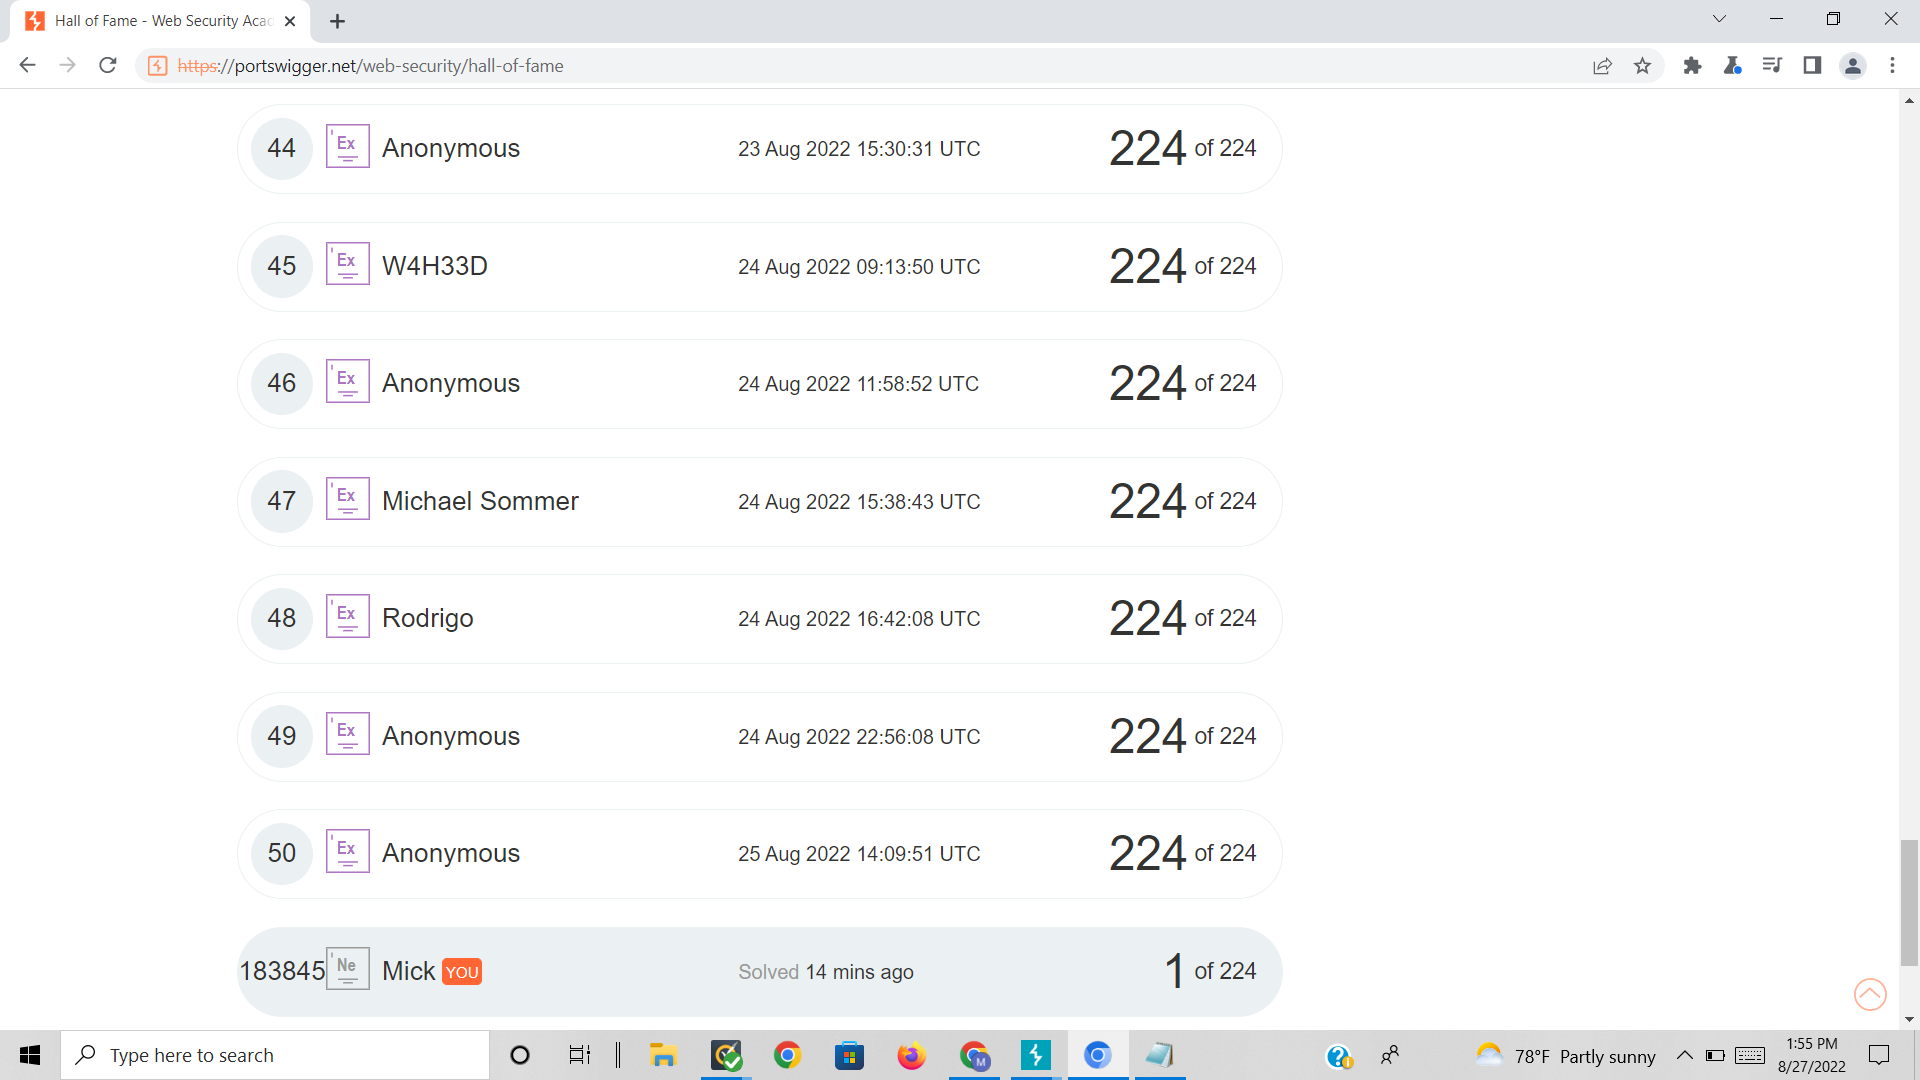 Hall of Fame - Web Security Acad
https://portswigger.net/web-security/hall-of-fame
44 Ex Anonymous 23 Aug 2022 15:30:31 UTC 224 of 224
45 Ex W4H33D 24 Aug 2022 09:13:50 UTC 224 of 224
46 Ex Anonymous 24 Aug 2022 11:58:52 UTC 224 of 224
47 Ex Michael Sommer 24 Aug 2022 15:38:43 UTC 224 of 224
48 Ex Rodrigo 24 Aug 2022 16:42:08 UTC 224 of 224
49 Ex Anonymous 24 Aug 2022 22:56:08 UTC 224 of 224
50 Ex Anonymous 25 Aug 2022 14:09:51 UTC 224 of 224
183845 Ne Mick YOU Solved 14 mins ago 1 of 224
Type here to search
M
78°F Partly sunny
1:55 PM
8/27/2022